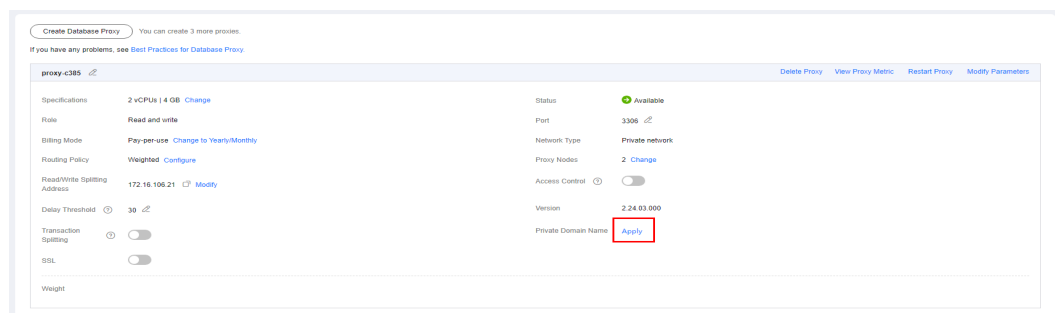 Create Database Proxy You can create 3 more proxies.
If you have any problems, see Best Practices for Database Proxy.
proxy-c385 Delete Proxy View Proxy Metric Restart Proxy Modify Parameters
Specifications 2 vCPUs | 4 GB Change Status Available
Role Read and write Port 3306
Billing Mode Pay-per-use Change to Yearly/Monthly Network Type Private network
Routing Policy Weighted Configure Proxy Nodes 2 Change
Read/Write Splitting
Address 172.16.106.21 Modify Access Control ?
Delay Threshold ? 30 Version 2.24.03.000
Transaction
Splitting ? Private Domain Name Apply
SSL
Weight